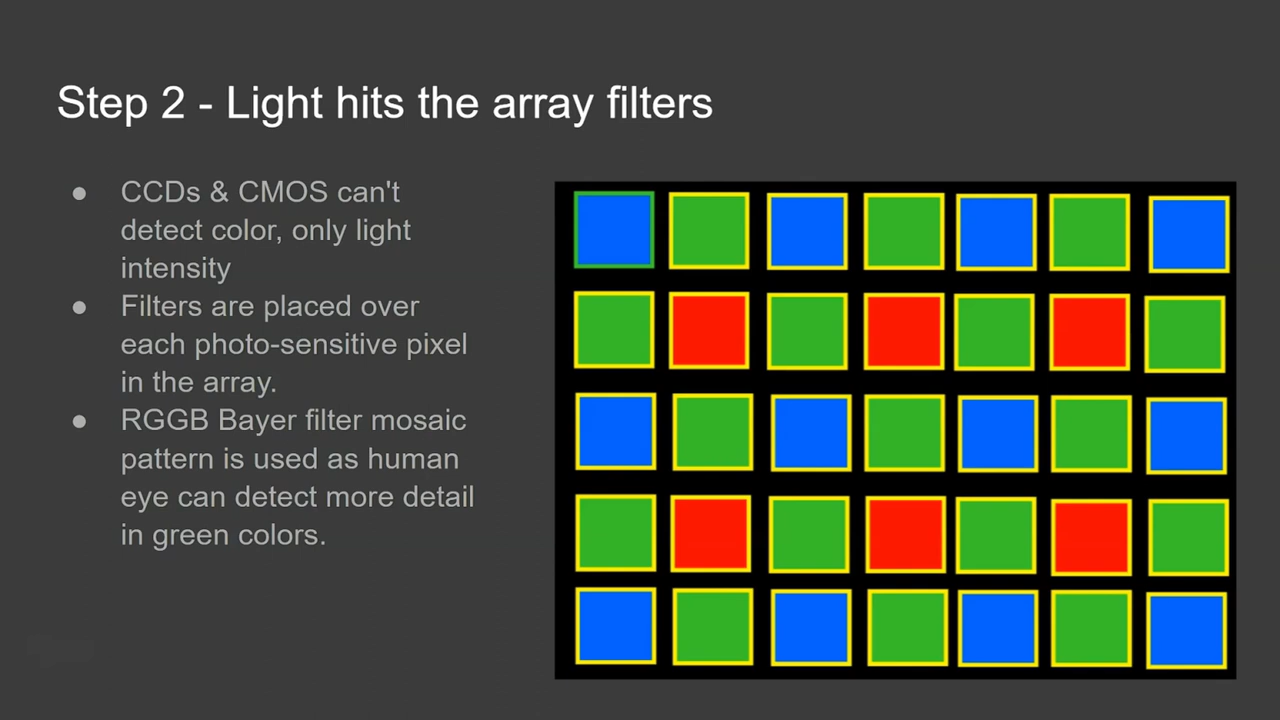 Step 2 - Light hits the array filters
● CCDs & CMOS can't
detect color, only light
intensity
● Filters are placed over
each photo-sensitive pixel
in the array.
● RGGB Bayer filter mosaic
pattern is used as human
eye can detect more detail
in green colors.